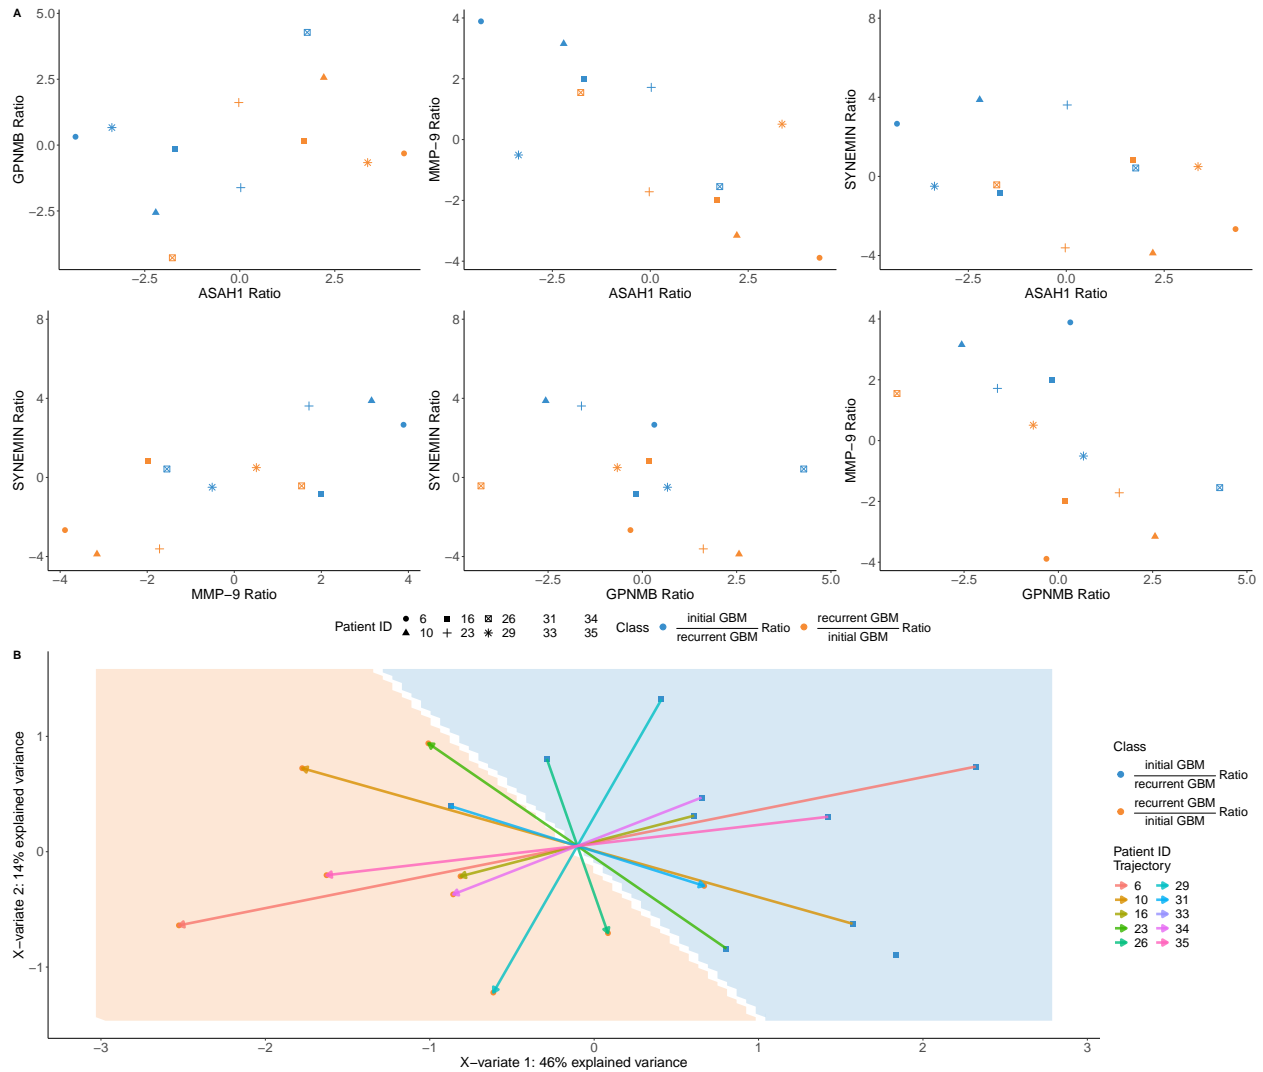 A
5.0
2.5
0.0
−2.5
GPNMB Ratio
−2.5 0.0 2.5
ASAH1 Ratio
4
2
0
−2
−4
MMP−9 Ratio
−2.5 0.0 2.5
ASAH1 Ratio
8
4
0
−4
SYNEMIN Ratio
−2.5 0.0 2.5
ASAH1 Ratio
8
4
0
−4
SYNEMIN Ratio
−4 −2 0 2 4
MMP−9 Ratio
8
4
0
−4
SYNEMIN Ratio
−2.5 0.0 2.5 5.0
GPNMB Ratio
4
2
0
−2
−4
MMP−9 Ratio
−2.5 0.0 2.5 5.0
GPNMB Ratio
Patient ID
6 16 26 31 34
10 23 29 33 35
Class
initial GBM
recurrent GBM
Ratio
recurrent GBM
initial GBM
Ratio
B
1
0
−1
X−variate 2: 14% explained variance
−3 −2 −1 0 1 2 3
X−variate 1: 46% explained variance
Class
initial GBM
recurrent GBM
Ratio
recurrent GBM
initial GBM
Ratio
Patient ID
Trajectory
6 29
10 31
16 33
23 34
26 35